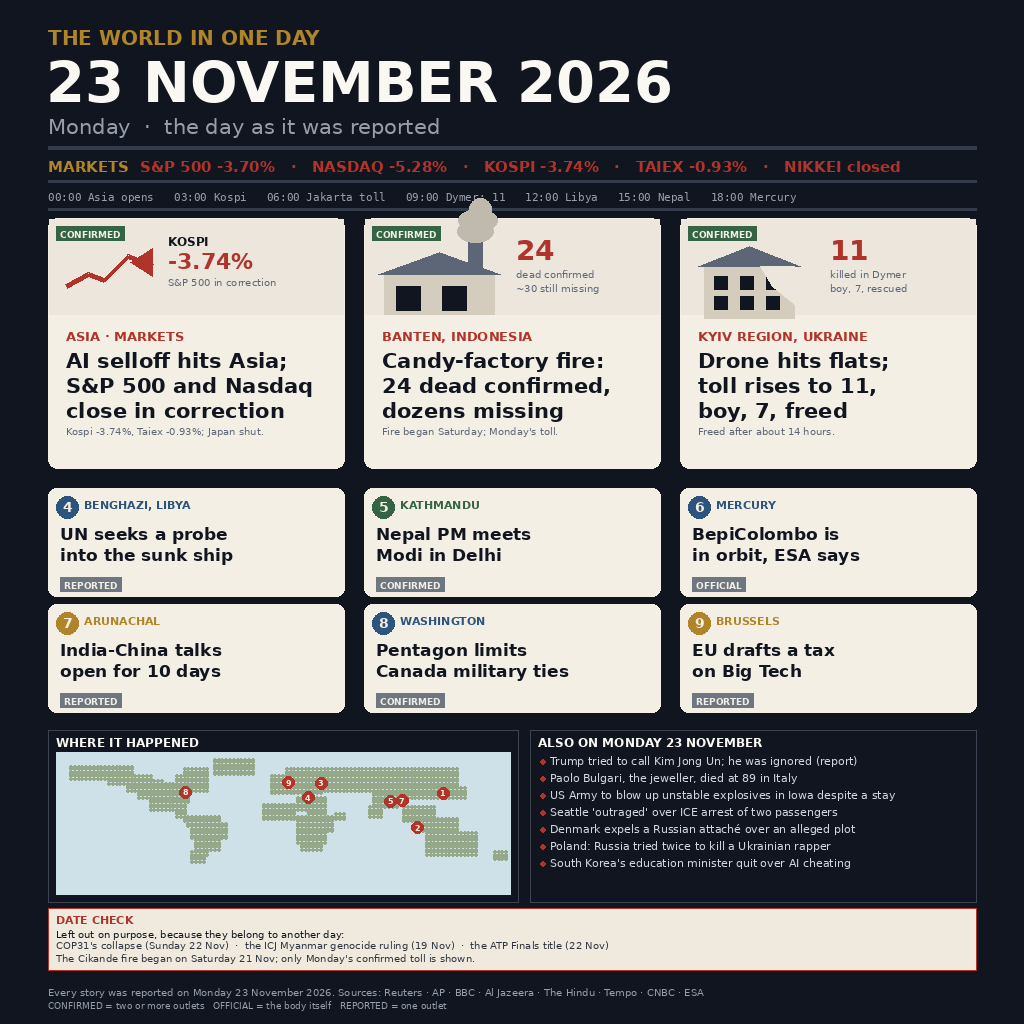 THE WORLD IN ONE DAY
23 NOVEMBER 2026
Monday · the day as it was reported
MARKETS S&P 500 -3.70% · NASDAQ -5.28% · KOSPI -3.74% · TAIEX -0.93% · NIKKEI closed
00:00 Asia opens 03:00 Kospi 06:00 Jakarta toll 09:00 Dymer: 11 12:00 Libya 15:00 Nepal 18:00 Mercury
CONFIRMED
KOSPI
-3.74%
S&P 500 in correction
ASIA · MARKETS
AI selloff hits Asia;
S&P 500 and Nasdaq
close in correction
Kospi -3.74%, Taiex -0.93%; Japan shut.
CONFIRMED
24
dead confirmed
~30 still missing
BANTEN, INDONESIA
Candy-factory fire:
24 dead confirmed,
dozens missing
Fire began Saturday; Monday's toll.
CONFIRMED
11
killed in Dymer
boy, 7, rescued
KYIV REGION, UKRAINE
Drone hits flats;
toll rises to 11,
boy, 7, freed
Freed after about 14 hours.
4 BENGHAZI, LIBYA
UN seeks a probe
into the sunk ship
REPORTED
5 KATHMANDU
Nepal PM meets
Modi in Delhi
CONFIRMED
6 MERCURY
BepiColombo is
in orbit, ESA says
OFFICIAL
7 ARUNACHAL
India-China talks
open for 10 days
REPORTED
8 WASHINGTON
Pentagon limits
Canada military ties
CONFIRMED
9 BRUSSELS
EU drafts a tax
on Big Tech
REPORTED
WHERE IT HAPPENED
9 3
8 4 5 7 1
2
ALSO ON MONDAY 23 NOVEMBER
Trump tried to call Kim Jong Un; he was ignored (report)
Paolo Bulgari, the jeweller, died at 89 in Italy
US Army to blow up unstable explosives in Iowa despite a stay
Seattle 'outraged' over ICE arrest of two passengers
Denmark expels a Russian attaché over an alleged plot
Poland: Russia tried twice to kill a Ukrainian rapper
South Korea's education minister quit over AI cheating
DATE CHECK
Left out on purpose, because they belong to another day:
COP31's collapse (Sunday 22 Nov) · the ICJ Myanmar genocide ruling (19 Nov) · the ATP Finals title (22 Nov)
The Cikande fire began on Saturday 21 Nov; only Monday's confirmed toll is shown.
Every story was reported on Monday 23 November 2026. Sources: Reuters · AP · BBC · Al Jazeera · The Hindu · Tempo · CNBC · ESA
CONFIRMED = two or more outlets OFFICIAL = the body itself REPORTED = one outlet